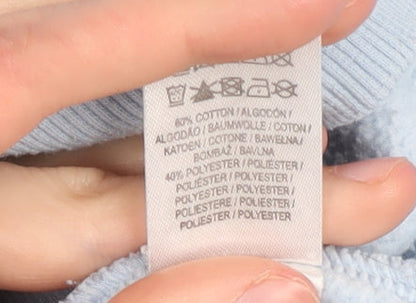 60% COTTON / ALGODÓN /
ALGODÃO / BAUMWOLLE / COTON /
KATOEN / COTONE / BAWEŁNA /
BOMBAŽ / BAVLNA
40% POLYESTER / POLIÉSTER /
POLIÉSTER / POLYESTER /
POLYESTER / POLYESTER /
POLIESTERE / POLIESTER /
POLIESTER / POLYESTER